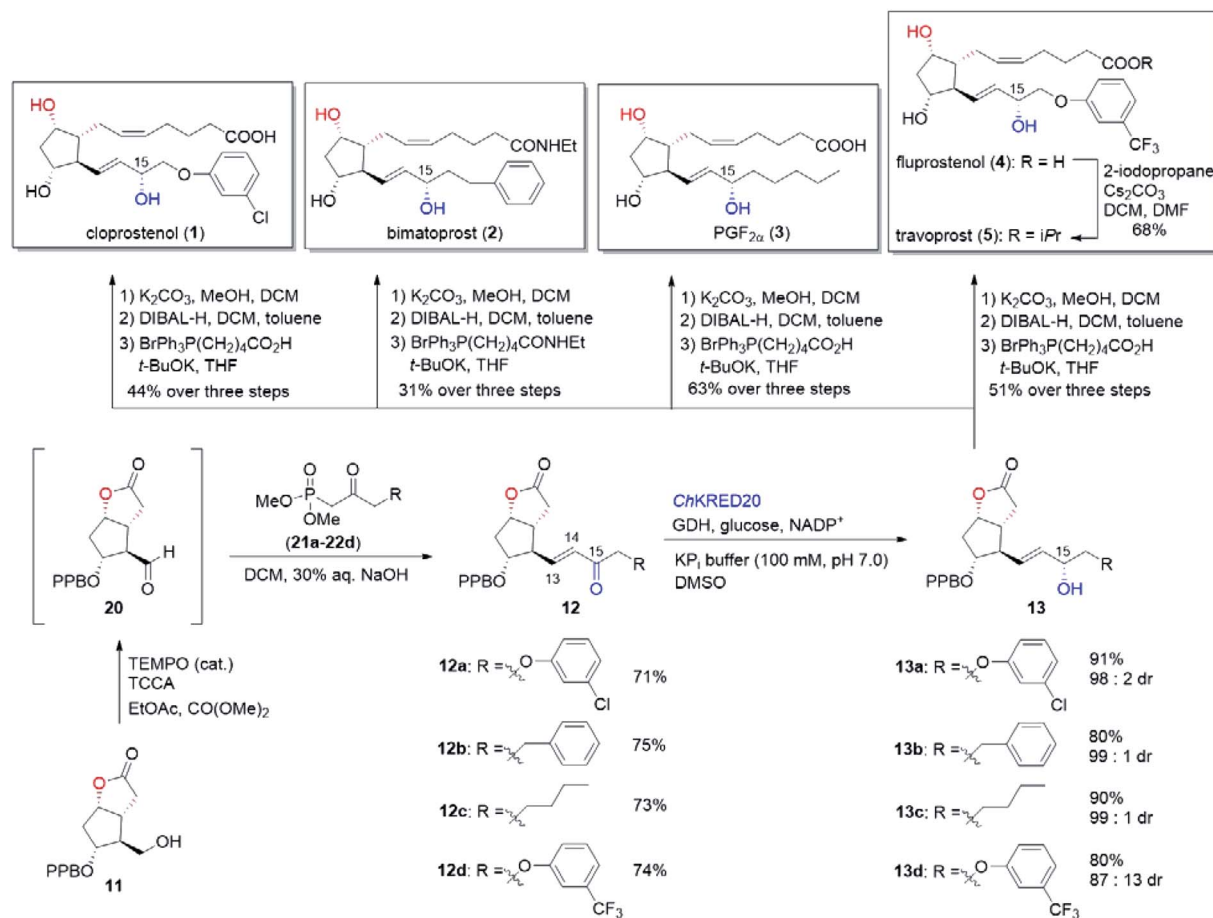 HO
HO
COOH
15
O
OH
Cl
cloprostenol (1)
HO
HO
CONHEt
15
OH
bimatoprost (2)
HO
HO
COOH
15
OH
PGF2α (3)
HO
HO
COOR
15
O
OH
CF3
fluprostenol (4): R = H
2-iodopropane
Cs2CO3
DCM, DMF
68%
travoprost (5): R = iPr
1) K2CO3, MeOH, DCM
2) DIBAL-H, DCM, toluene
3) BrPh3P(CH2)4CO2H
t-BuOK, THF
44% over three steps
1) K2CO3, MeOH, DCM
2) DIBAL-H, DCM, toluene
3) BrPh3P(CH2)4CONHEt
t-BuOK, THF
31% over three steps
1) K2CO3, MeOH, DCM
2) DIBAL-H, DCM, toluene
3) BrPh3P(CH2)4CO2H
t-BuOK, THF
63% over three steps
1) K2CO3, MeOH, DCM
2) DIBAL-H, DCM, toluene
3) BrPh3P(CH2)4CO2H
t-BuOK, THF
51% over three steps
O
O
H
O
PPBO
20
O
O
MeO
P
R
OMe
(21a-22d)
DCM, 30% aq. NaOH
O
O
14
15
13
R
O
PPBO
12
ChKRED20
GDH, glucose, NADP+
KPi buffer (100 mM, pH 7.0)
DMSO
O
O
15
R
OH
PPBO
13
TEMPO (cat.)
TCCA
EtOAc, CO(OMe)2
O
O
OH
PPBO
11
12a: R = O Cl 71%
12b: R = 75%
12c: R = 73%
12d: R = O CF3 74%
13a: R = O Cl 91%
98 : 2 dr
13b: R = 80%
99 : 1 dr
13c: R = 90%
99 : 1 dr
13d: R = O CF3 80%
87 : 13 dr